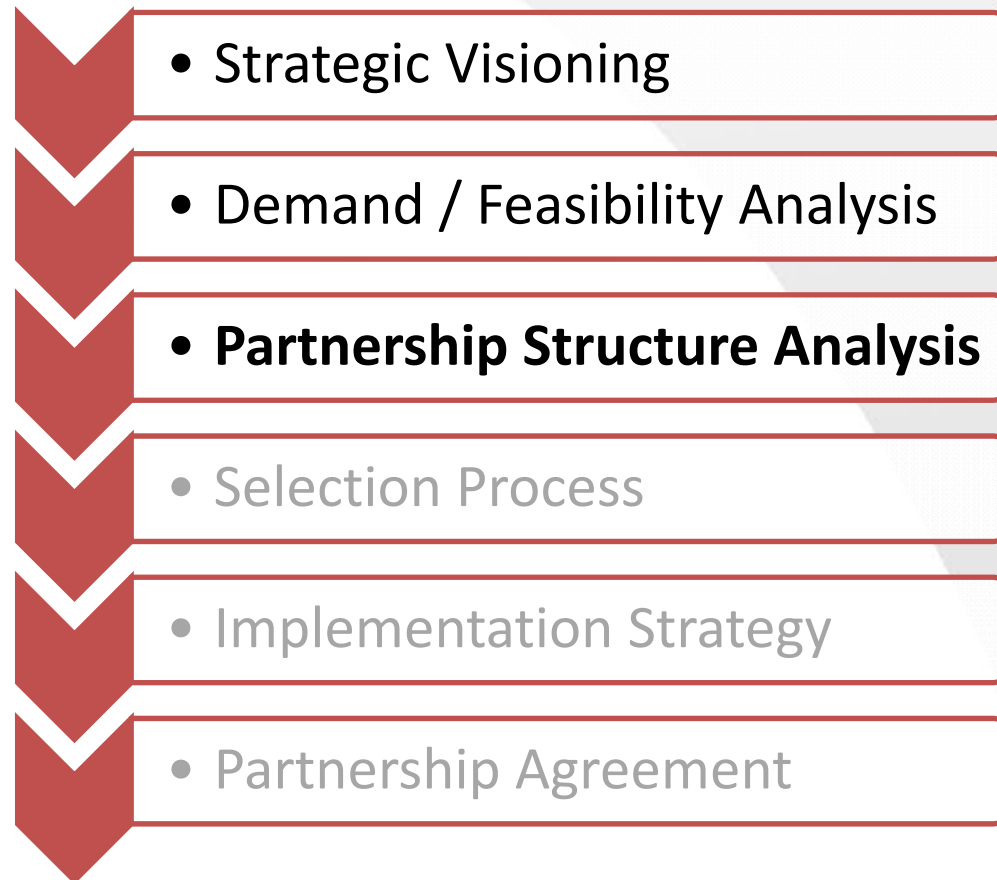 • Strategic Visioning
• Demand / Feasibility Analysis
• Partnership Structure Analysis
• Selection Process
• Implementation Strategy
• Partnership Agreement